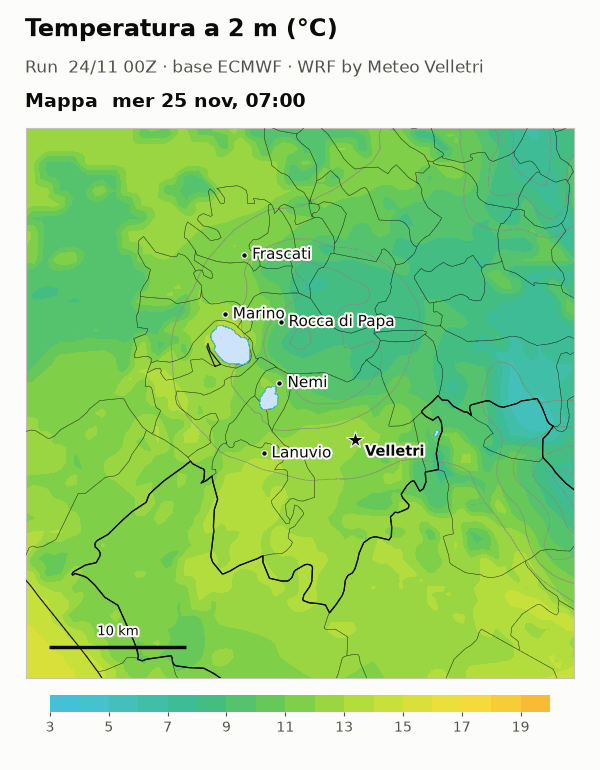 Temperatura a 2 m (°C)
Run  24/11 00Z · base ECMWF · WRF by Meteo Velletri
Mappa  mer 25 nov, 07:00
Frascati
Marino
Rocca di Papa
Nemi
Velletri
Lanuvio
10 km
3 5 7 9 11 13 15 17 19